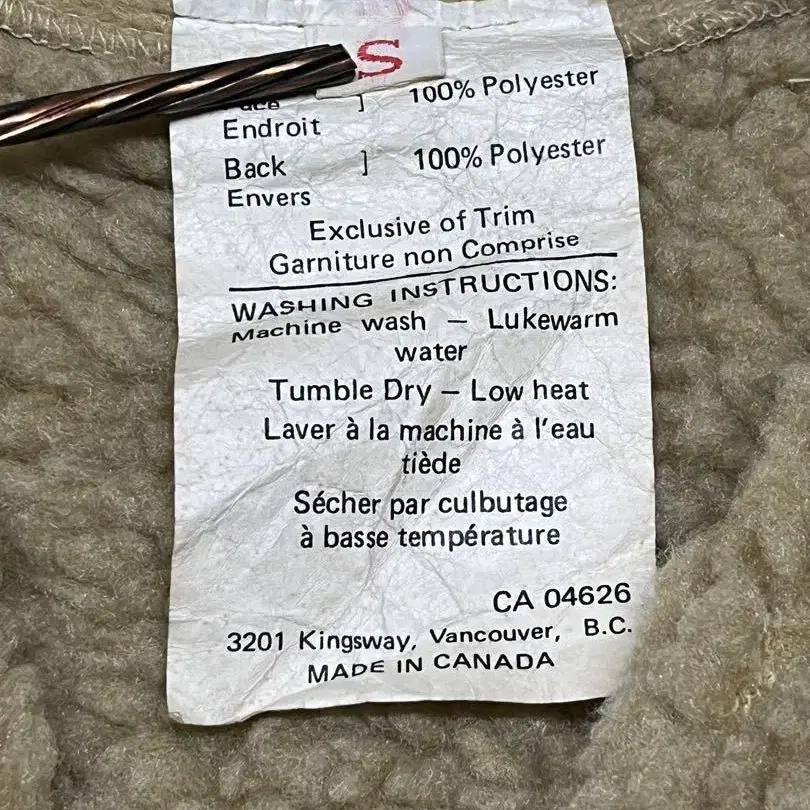 S
Face ] 100% Polyester
Endroit
Back ] 100% Polyester
Envers
Exclusive of Trim
Garniture non Comprise
WASHING INSTRUCTIONS:
Machine wash — Lukewarm
water
Tumble Dry — Low heat
Laver à la machine à l'eau
tiède
Sécher par culbutage
à basse température
CA 04626
3201 Kingsway, Vancouver, B.C.
MADE IN CANADA